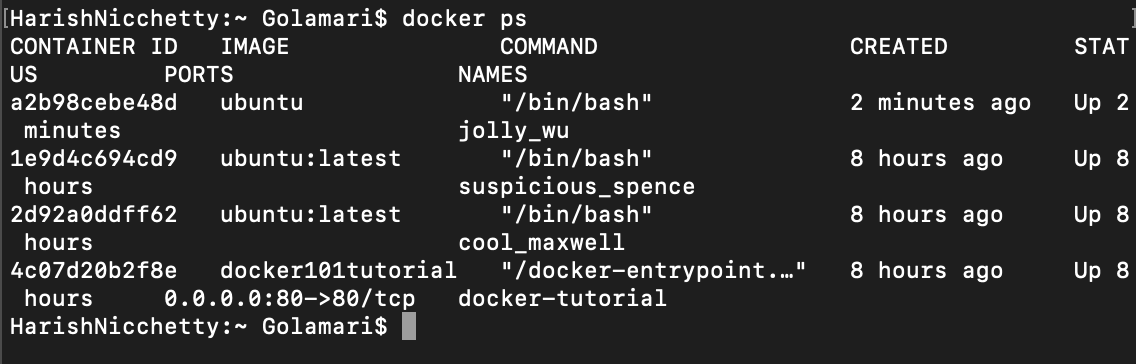 [HarishNicchetty:~ Golamari$ docker ps ]
CONTAINER ID   IMAGE               COMMAND                  CREATED         STAT
US         PORTS                NAMES
a2b98cebe48d   ubuntu              "/bin/bash"              2 minutes ago   Up 2
 minutes                        jolly_wu
1e9d4c694cd9   ubuntu:latest       "/bin/bash"              8 hours ago     Up 8
 hours                          suspicious_spence
2d92a0ddff62   ubuntu:latest       "/bin/bash"              8 hours ago     Up 8
 hours                          cool_maxwell
4c07d20b2f8e   docker101tutorial   "/docker-entrypoint.…"   8 hours ago     Up 8
 hours     0.0.0.0:80->80/tcp   docker-tutorial
HarishNicchetty:~ Golamari$